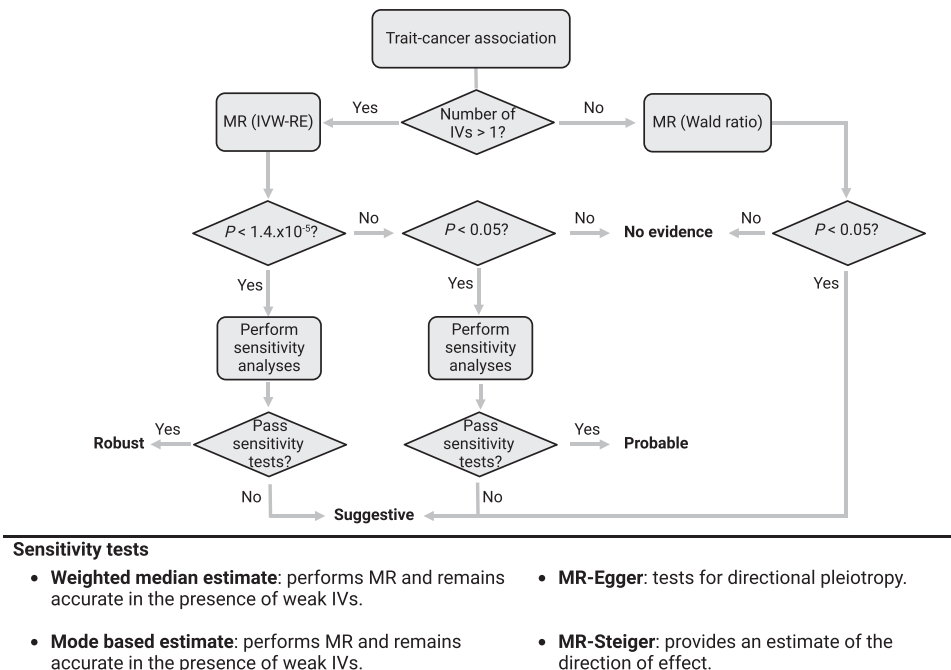 Trait-cancer association
MR (IVW-RE)
Yes
Number of
IVs > 1?
No
MR (Wald ratio)
P < 1.4.x10⁻⁵?
No
P < 0.05?
No
No evidence
No
P < 0.05?
Yes
Yes
Yes
Perform
sensitivity
analyses
Perform
sensitivity
analyses
Robust
Yes
Pass
sensitivity
tests?
Pass
sensitivity
tests?
Yes
Probable
No
No
Suggestive
Sensitivity tests
• Weighted median estimate: performs MR and remains
accurate in the presence of weak IVs.
• Mode based estimate: performs MR and remains
accurate in the presence of weak IVs.
• MR-Egger: tests for directional pleiotropy.
• MR-Steiger: provides an estimate of the
direction of effect.